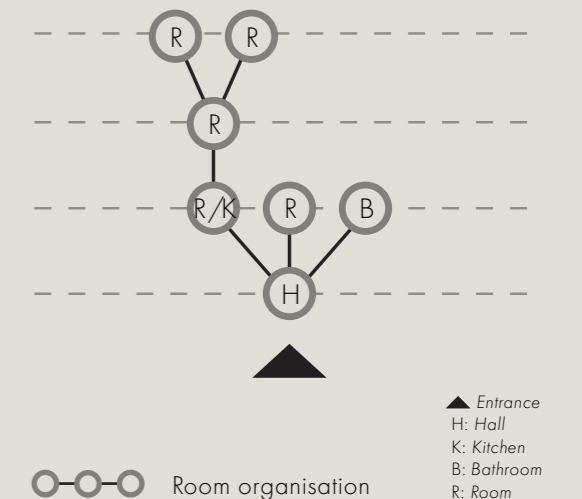 R R
R
R/K R B
H
Entrance
H: Hall
K: Kitchen
B: Bathroom
R: Room
Room organisation